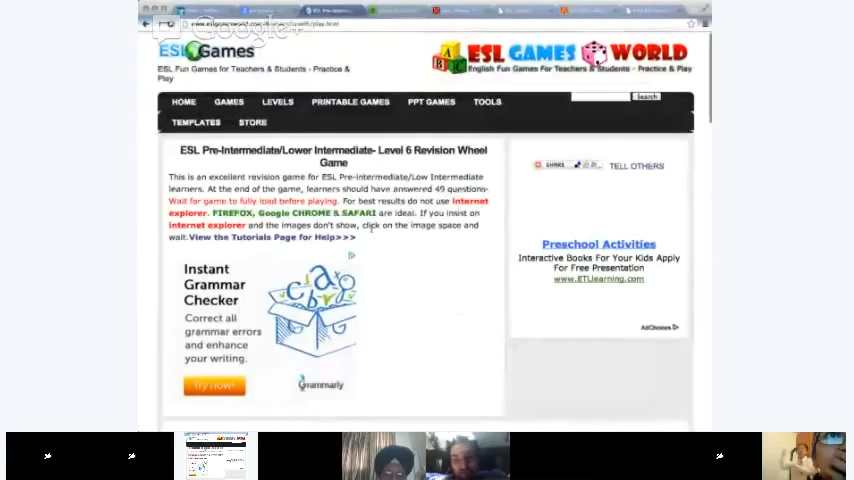 Google+
ESL Games
ESL Fun Games for Teachers & Students - Practice &
Play
ESL GAMES WORLD
English Fun Games For Teachers & Students - Practice &
Play
HOME GAMES LEVELS PRINTABLE GAMES PPT GAMES TOOLS
Search
TEMPLATES STORE
ESL Pre-Intermediate/Lower Intermediate- Level 6 Revision Wheel
Game
This is an excellent revision game for ESL Pre-intermediate/Low Intermediate
learners. At the end of the game, learners should have answered 49 questions-
Wait for game to fully load before playing. For best results do not use Internet
explorer. FIREFOX, Google CHROME & SAFARI are ideal. If you insist on
Internet explorer and the images don't show, click on the image space and
wait.View the Tutorials Page for Help>>>
Instant
Grammar
Checker
Correct all
grammar errors
and enhance
your writing.
Try now!
Grammarly
SHARE
TELL OTHERS
Preschool Activities
Interactive Books For Your Kids Apply
For Free Presentation
www.ETLlearning.com
AdChoices